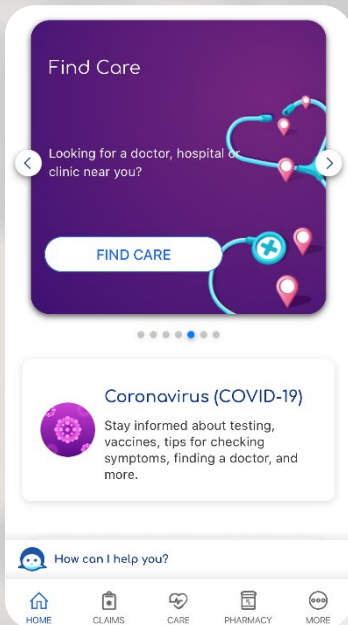 Find Care
Looking for a doctor, hospital or
clinic near you?
FIND CARE
Coronavirus (COVID-19)
Stay informed about testing,
vaccines, tips for checking
symptoms, finding a doctor, and
more.
How can I help you?
HOME
CLAIMS
CARE
PHARMACY
MORE